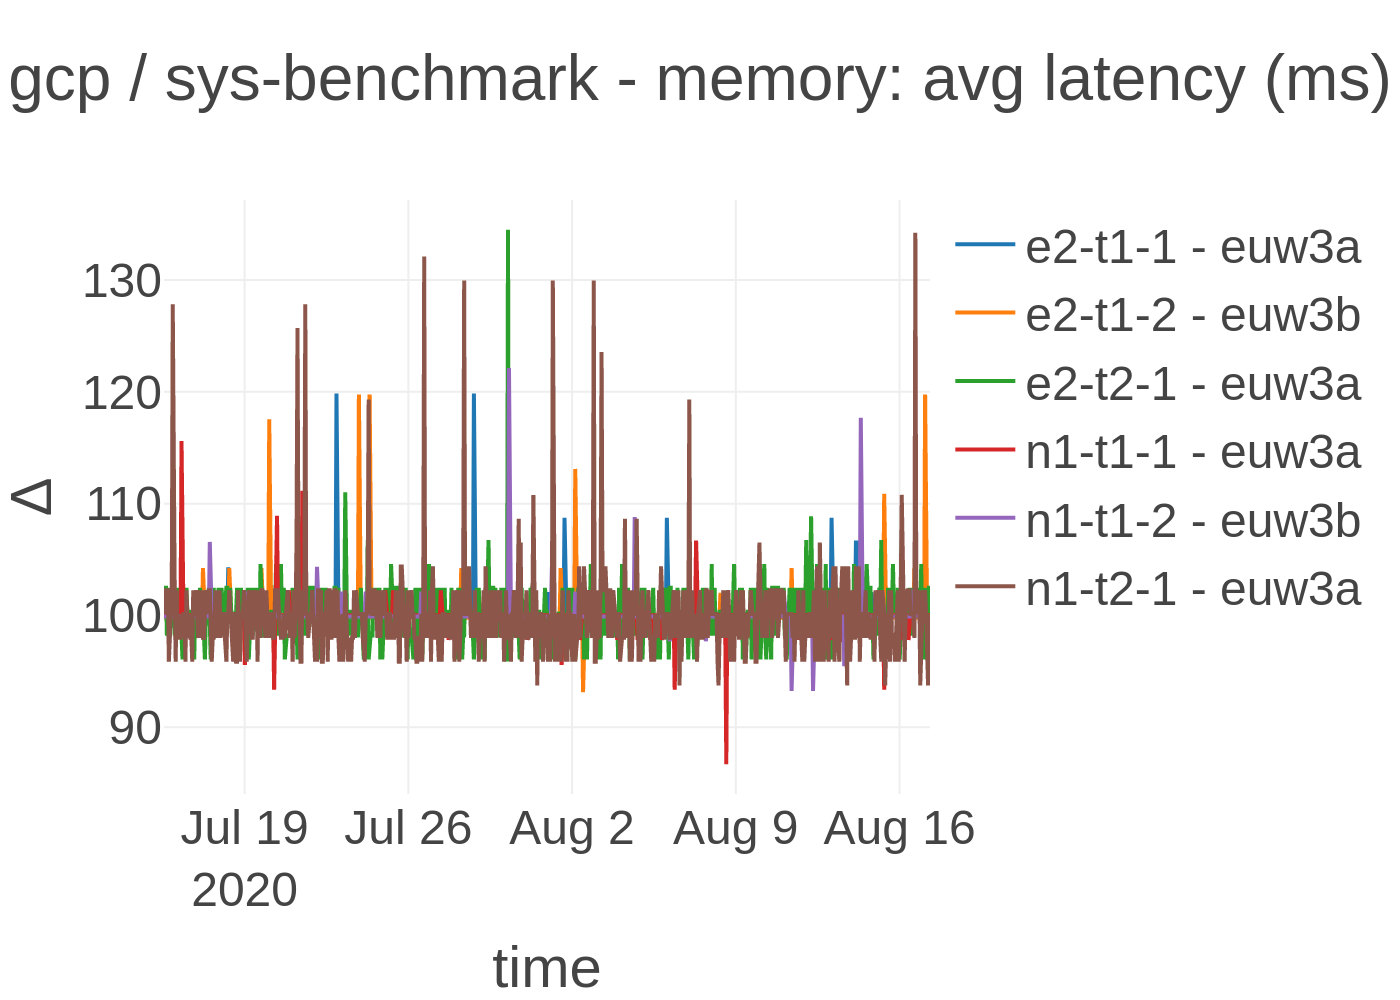 gcp / sys-benchmark - memory: avg latency (ms)
e2-t1-1 - euw3a
e2-t1-2 - euw3b
e2-t2-1 - euw3a
n1-t1-1 - euw3a
n1-t1-2 - euw3b
n1-t2-1 - euw3a
130
120
110
100
90
Δ
Jul 19 Jul 26 Aug 2 Aug 9 Aug 16
2020
time